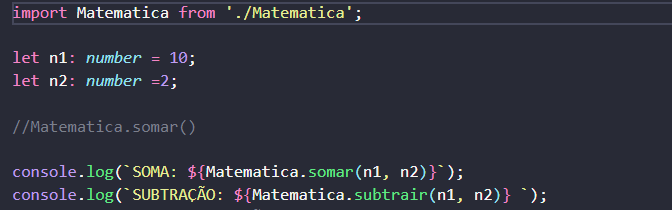 import Matematica from './Matematica';
let n1: number = 10;
let n2: number =2;
//Matematica.somar()
console.log(`SOMA: ${Matematica.somar(n1, n2)}`);
console.log(`SUBTRAÇÃO: ${Matematica.subtrair(n1, n2)} `);